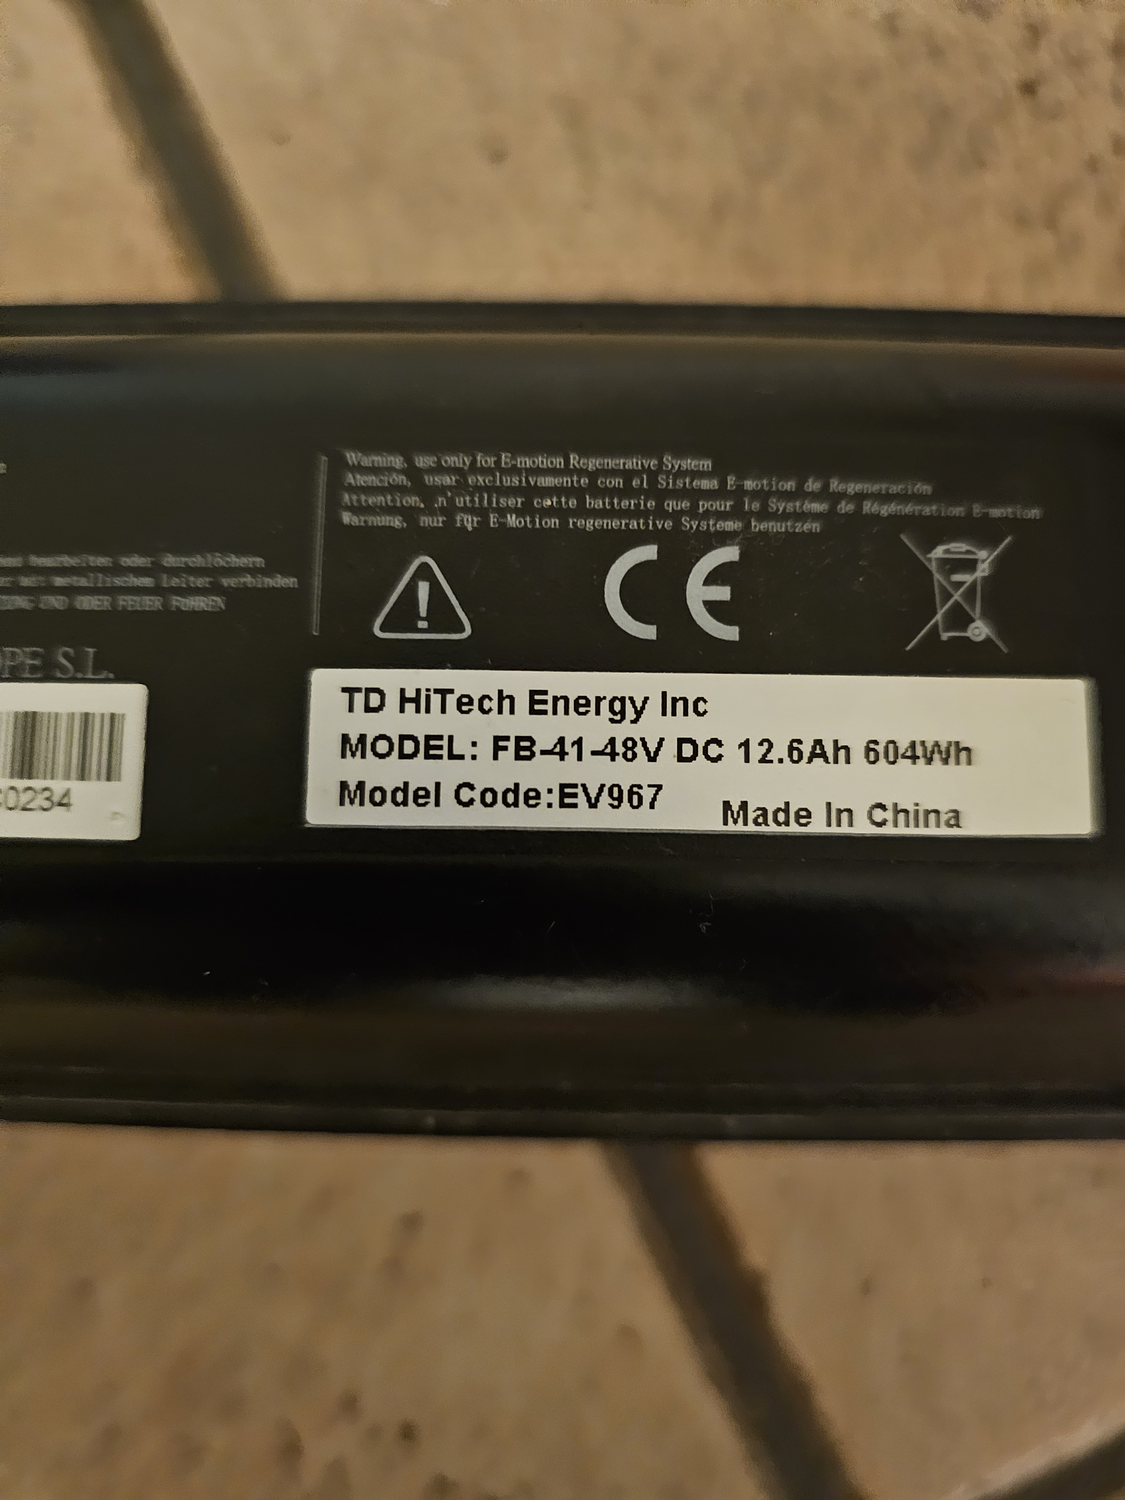 Warning, use only for E-motion Regenerative System
Atención, usar exclusivamente con el Sistema E-motion de Regeneración
Attention, n'utiliser cette batterie que pour le Système de Régénération E-motion
Warnung, nur für E-Motion regenerative Systeme benutzen
bearbeiten oder durchlöchern
mit metallischem Leiter verbinden
UND ODER FEUER FÜHREN
CE
OPE S.L.
0234
TD HiTech Energy Inc
MODEL: FB-41-48V DC 12.6Ah 604Wh
Model Code:EV967
Made In China